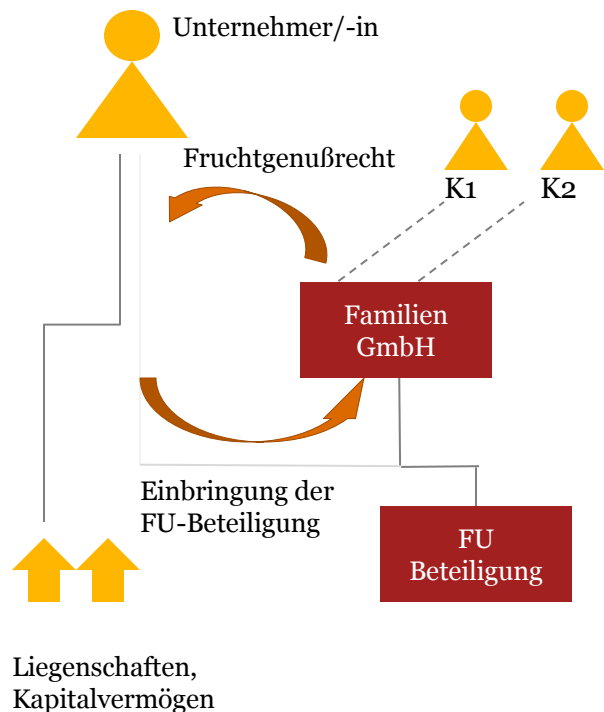 Unternehmer/-in
Fruchtgenußrecht
K1
K2
Familien
GmbH
Einbringung der
FU-Beteiligung
FU
Beteiligung
Liegenschaften,
Kapitalvermögen